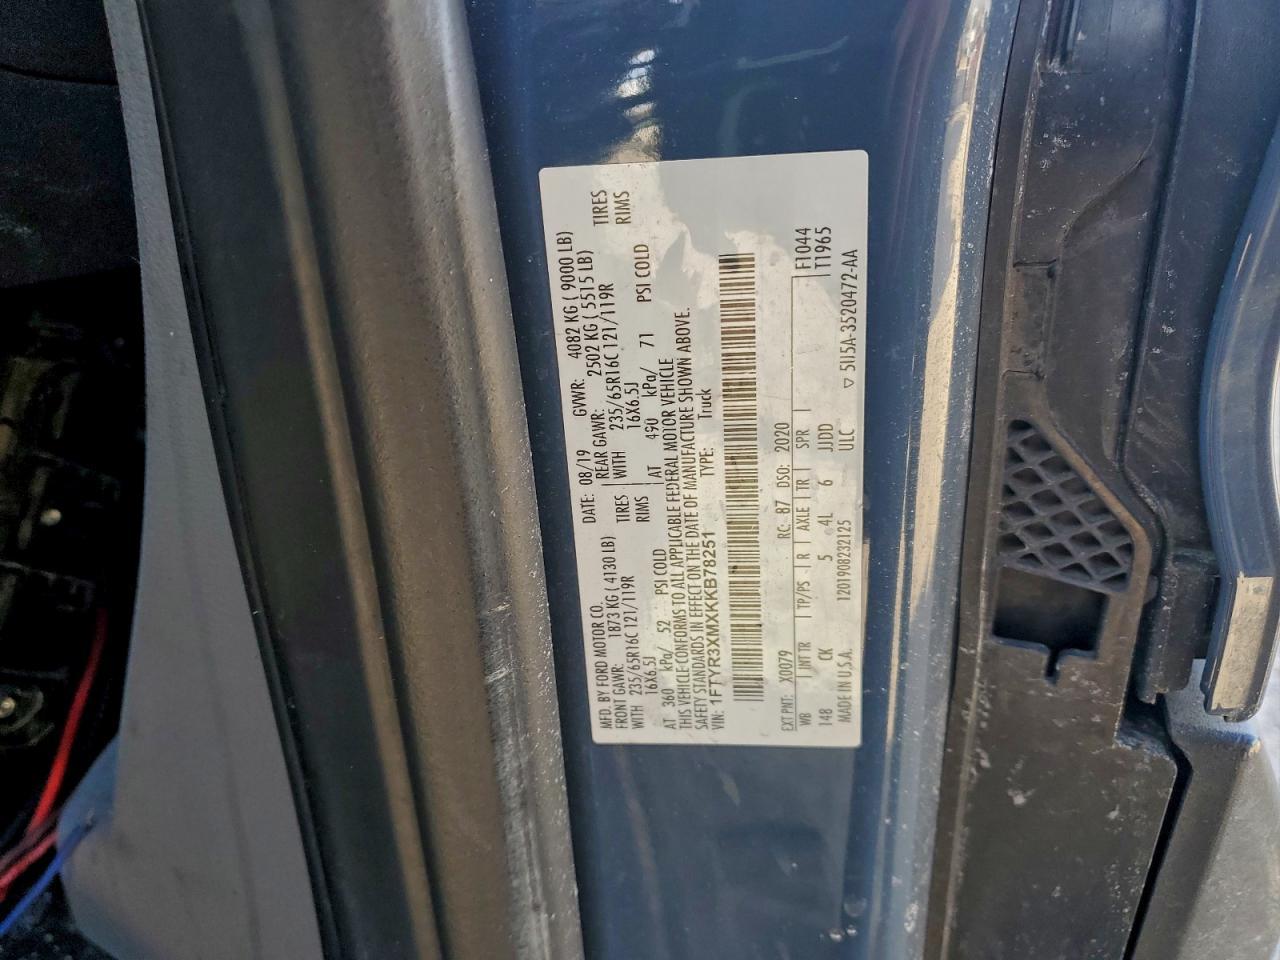 MFD. BY FORD MOTOR CO.
DATE: 08/19 GVWR: 4082 KG ( 9000 LB)
FRONT GAWR: 1873 KG ( 4130 LB) REAR GAWR: 2502 KG ( 5515 LB)
WITH 235/65R16C 121/119R TIRES WITH 235/65R16C 121/119R TIRES
16X6.5J RIMS 16X6.5J RIMS
AT 360 kPa/ 52 PSI COLD AT 490 kPa/ 71 PSI COLD
THIS VEHICLE CONFORMS TO ALL APPLICABLE FEDERAL MOTOR VEHICLE
SAFETY STANDARDS IN EFFECT ON THE DATE OF MANUFACTURE SHOWN ABOVE.
VIN: 1FTYR3XMXKKB78251 TYPE: Truck
EXT PNT: X0079 RC: 87 DSO: 2020 F1044
WB INT TR TP/PS R AXLE TR SPR T1965
148 CK 5 4L 6 JJDD
MADE IN U.S.A. 1201908232125 ULC ▽ 5U5A-3520472-AA